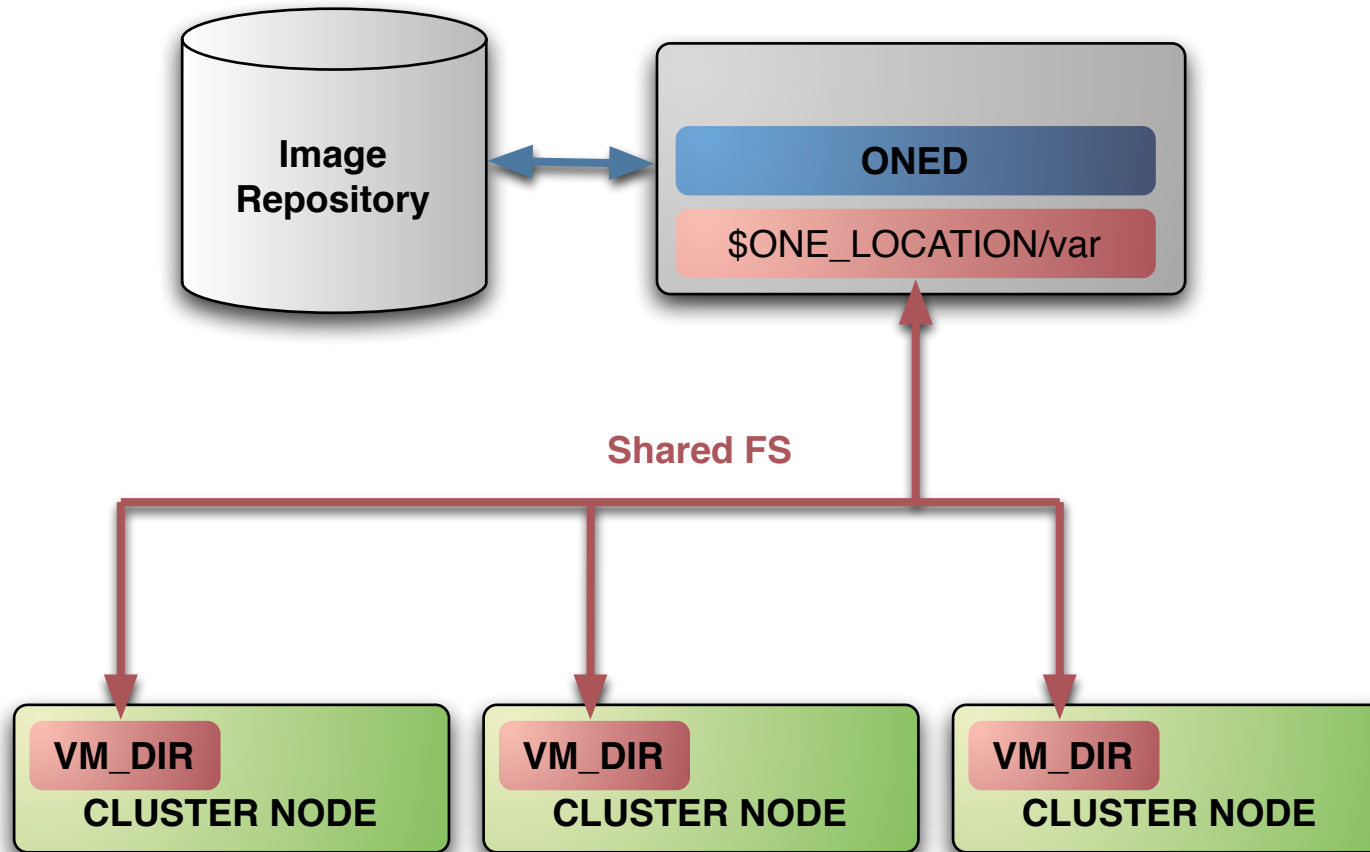 Image
Repository
ONED
$ONE_LOCATION/var
Shared FS
VM_DIR
CLUSTER NODE
VM_DIR
CLUSTER NODE
VM_DIR
CLUSTER NODE